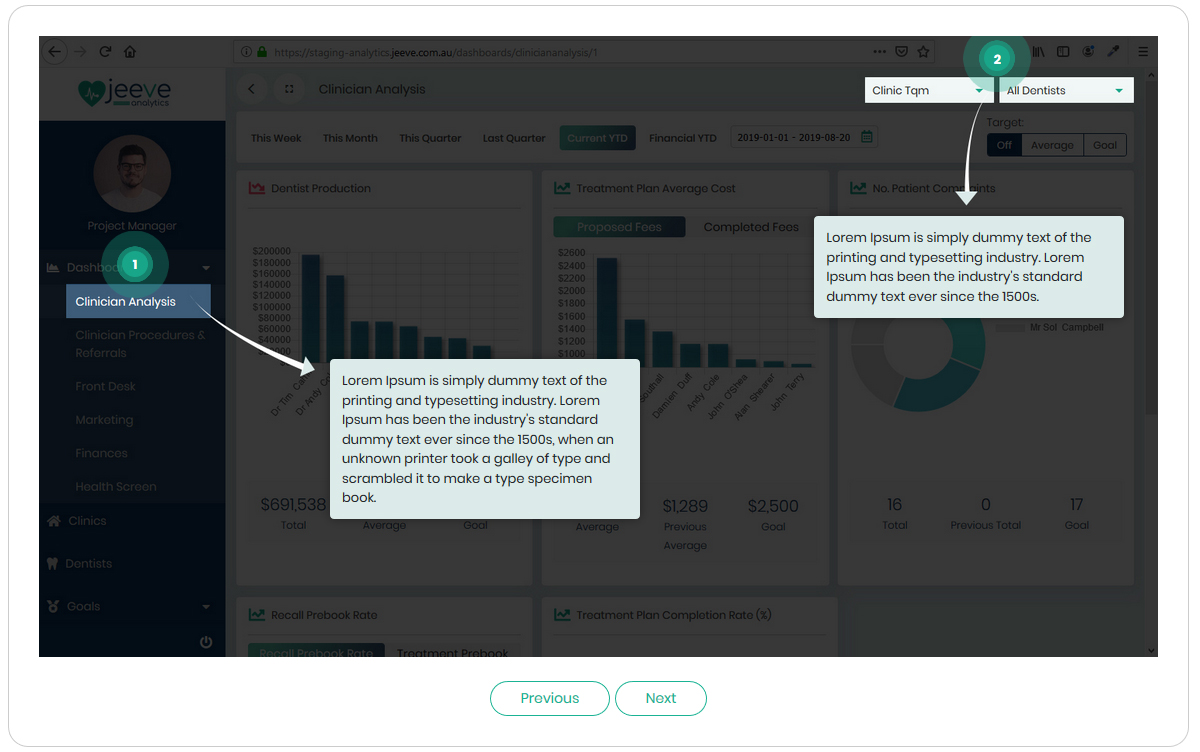 https://staging-analytics.jeeve.com.au/dashboards/cliniciananalysis/1
jeeve
analytics
Clinician Analysis
2
Clinic Tqm
All Dentists
This Week
This Month
This Quarter
Last Quarter
Current YTD
Financial YTD
2019-01-01 - 2019-08-20
Target:
Off
Average
Goal
Project Manager
1
Clinician Analysis
Clinician Procedures &
Referrals
Front Desk
Marketing
Finances
Health Screen
Clinics
Dentists
Goals
Dentist Production
$200000
$180000
$160000
$140000
$120000
$100000
$80000
$60000
$40000
Dr Tim
Dr Andy
Lorem Ipsum is simply dummy text of the
printing and typesetting industry. Lorem
Ipsum has been the industry's standard
dummy text ever since the 1500s, when an
unknown printer took a galley of type and
scrambled it to make a type specimen
book.
$691,538
Total
Average
Goal
Treatment Plan Average Cost
Proposed Fees
Completed Fees
$2600
$2400
$2200
$2000
$1800
$1600
$1400
$1200
$1000
Damien Duff
Andy Cole
John O'Shea
Alan Shearer
John Terry
Average
$1,289
Previous
Average
$2,500
Goal
No. Patient Complaints
Lorem Ipsum is simply dummy text of the
printing and typesetting industry. Lorem
Ipsum has been the industry's standard
dummy text ever since the 1500s.
Mr Sol Campbell
16
Total
0
Previous Total
17
Goal
Recall Prebook Rate
Recall Prebook Rate
Treatment Prebook
Treatment Plan Completion Rate (%)
Previous
Next